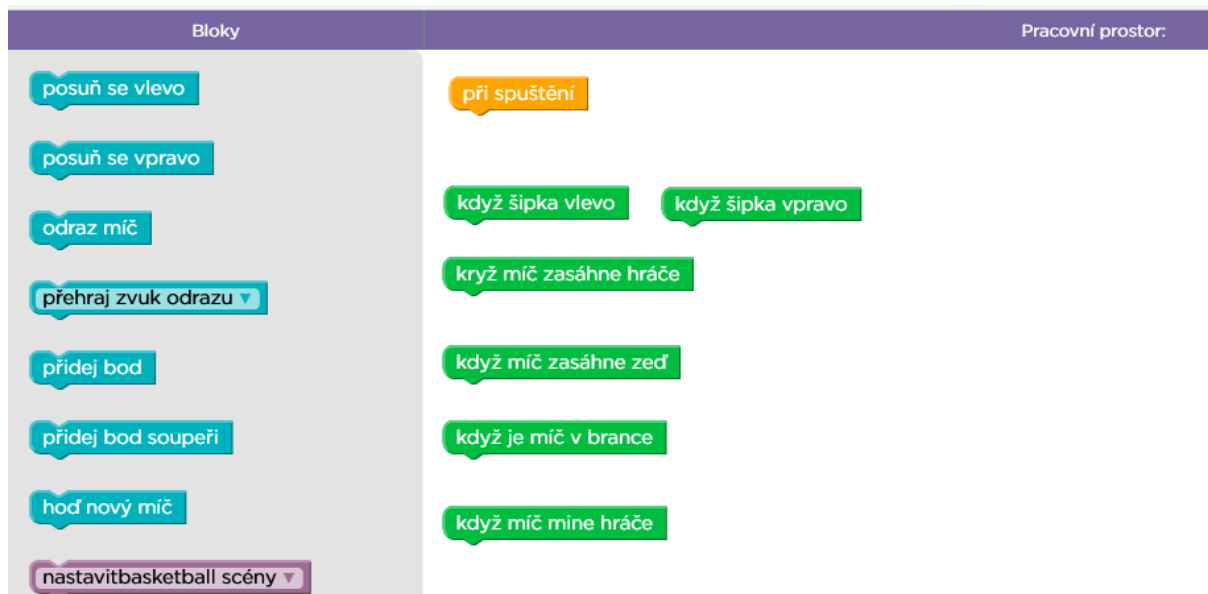 Bloky
Pracovní prostor:
posuň se vlevo
posuň se vpravo
odraz míč
přehraj zvuk odrazu
přidej bod
přidej bod soupeři
hoď nový míč
nastavitbasketball scény
při spuštění
když šipka vlevo
když šipka vpravo
kryž míč zasáhne hráče
když míč zasáhne zeď
když je míč v brance
když míč mine hráče